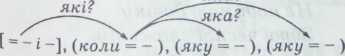 які?
яка?
[= – і –], (коли = –), (яку = –), (яку = –)